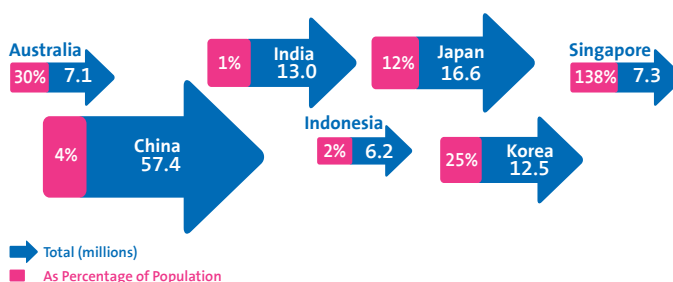 Australia
30% 7.1
1% India
13.0
12% Japan
16.6
Singapore
138% 7.3
4% China
57.4
Indonesia
2% 6.2
25% Korea
12.5
Total (millions)
As Percentage of Population